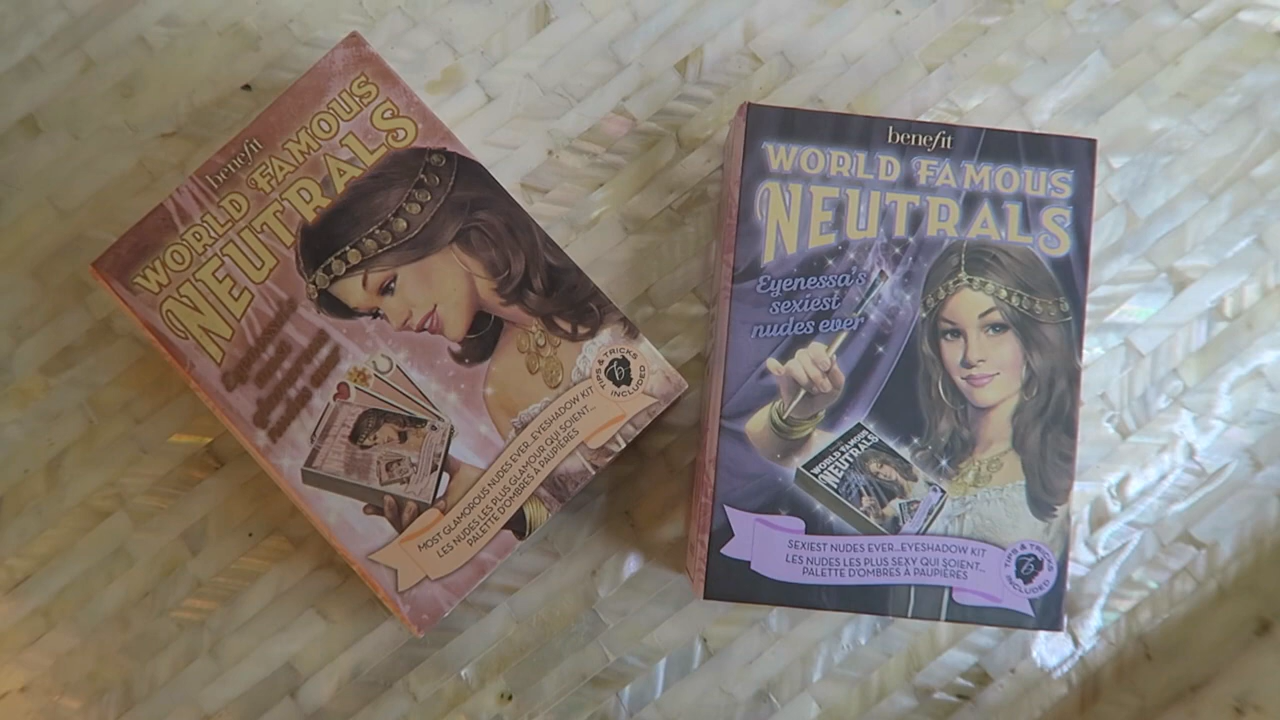 benefit
WORLD FAMOUS
NEUTRALS
TIPS & TRICKS
INCLUDED
MOST GLAMOROUS NUDES EVER...EYESHADOW KIT
LES NUDES LES PLUS GLAMOUR QUI SOIENT...
PALETTE D'OMBRES À PAUPIÈRES
benefit
WORLD FAMOUS
NEUTRALS
Eyenessa's
sexiest
nudes ever
WORLD FAMOUS
NEUTRALS
SEXIEST NUDES EVER...EYESHADOW KIT
LES NUDES LES PLUS SEXY QUI SOIENT...
PALETTE D'OMBRES À PAUPIÈRES
TIPS & TRICKS
INCLUDED